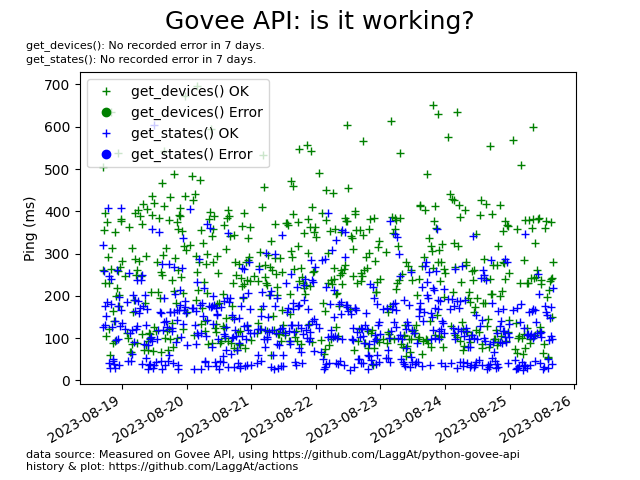 Govee API: is it working?
get_devices(): No recorded error in 7 days.
get_states(): No recorded error in 7 days.
get_devices() OK
get_devices() Error
get_states() OK
get_states() Error
Ping (ms)
700
600
500
400
300
200
100
0
2023-08-19
2023-08-20
2023-08-21
2023-08-22
2023-08-23
2023-08-24
2023-08-25
2023-08-26
data source: Measured on Govee API, using https://github.com/LaggAt/python-govee-api
history & plot: https://github.com/LaggAt/actions